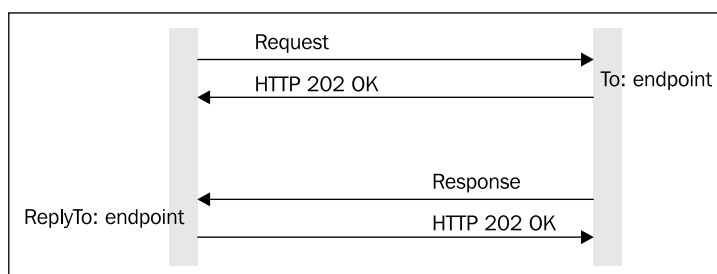 Request
HTTP 202 OK
To: endpoint
Response
ReplyTo: endpoint
HTTP 202 OK